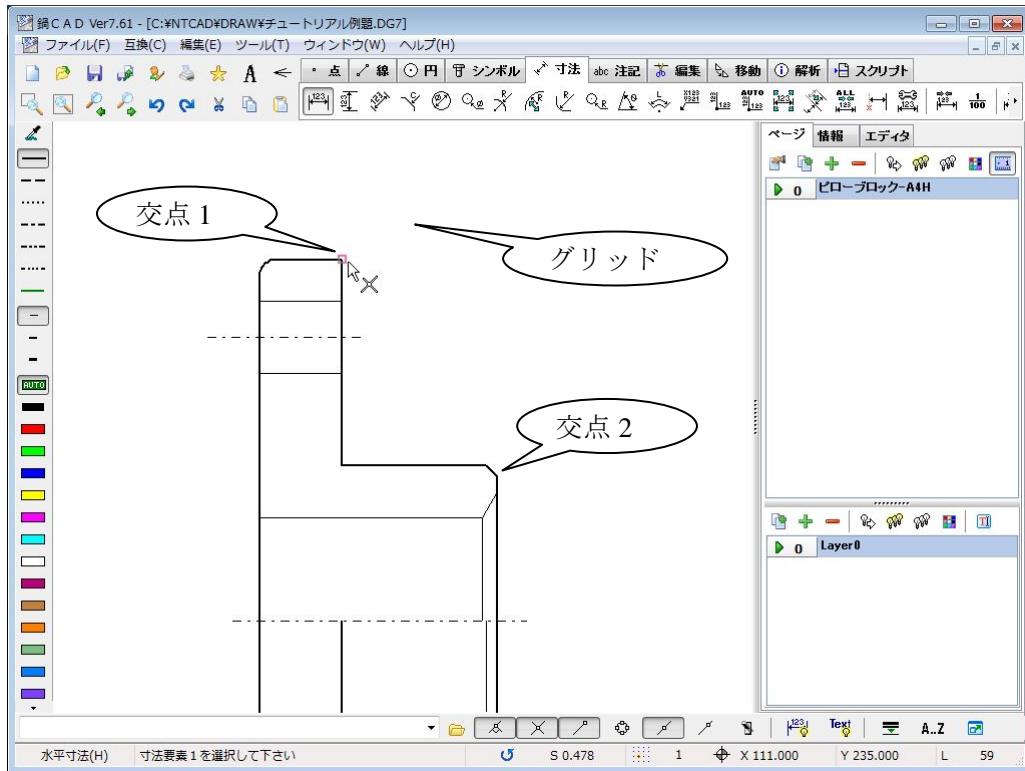 鍋CAD Ver7.61 - [C:¥NTCAD¥DRAW¥チュートリアル例題.DG7]
ファイル(F) 互換(C) 編集(E) ツール(T) ウィンドウ(W) ヘルプ(H)
点 線 円 シンボル 寸法 abc 注記 編集 移動 解析 スクリプト
ページ 情報 エディタ
0 ピローブロック-A4H
交点1
グリッド
交点2
AUTO
0 Layer0
Text A..Z
水平寸法(H) 寸法要素1を選択して下さい S 0.478 1 X 111.000 Y 235.000 L 59